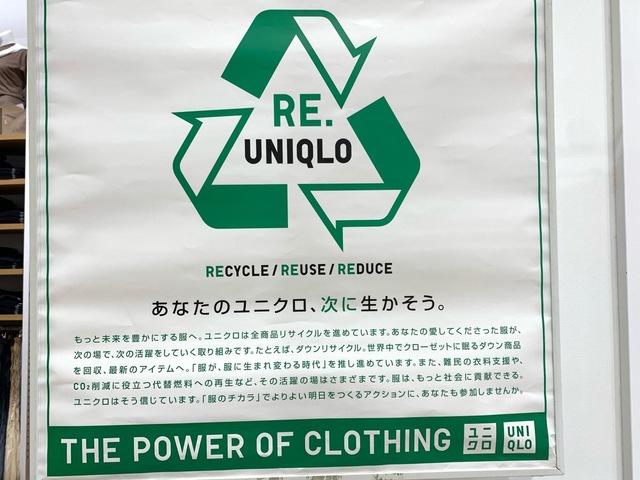 RE.
UNIQLO
RECYCLE / REUSE / REDUCE
あなたのユニクロ、次に生かそう。
もっと未来を豊かにする服へ。ユニクロは全商品リサイクルを進めています。あなたの愛してくださった服が、
次の場で、次の活躍をしていく取り組みです。たとえば、ダウンリサイクル。世界中でクローゼットに眠るダウン商品
を回収、最新のアイテムへ。「服が、服に生まれ変わる時代」を推し進めています。また、難民の衣料支援や、
CO₂削減に役立つ代替燃料への再生など、その活躍の場はさまざまです。服は、もっと社会に貢献できる。
ユニクロはそう信じています。「服のチカラ」でよりよい明日をつくるアクションに、あなたも参加しませんか。
THE POWER OF CLOTHING
ユニ
クロ
UNI
QLO